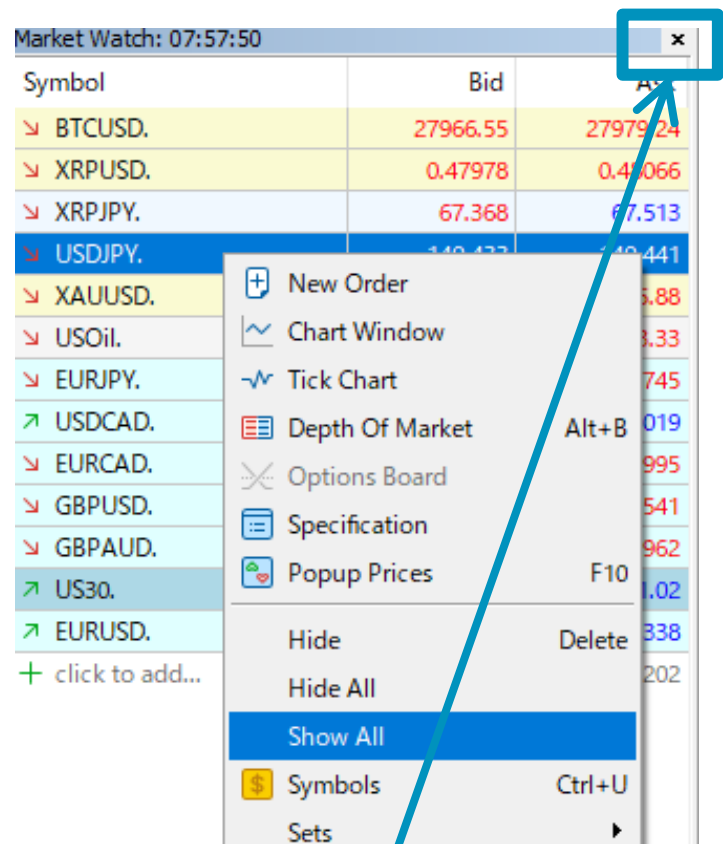 Market Watch: 07:57:50
Symbol Bid
BTCUSD. 27966.55
XRPUSD. 0.47978
XRPJPY. 67.368
USDJPY.
XAUUSD. .88
USOil. .33
EURJPY. 745
USDCAD. 019
EURCAD. 995
GBPUSD. 541
GBPAUD. 962
US30. .02
EURUSD. 338
click to add... 202
New Order
Chart Window
Tick Chart
Depth Of Market Alt+B
Options Board
Specification
Popup Prices F10
Hide Delete
Hide All
Show All
Symbols Ctrl+U
Sets